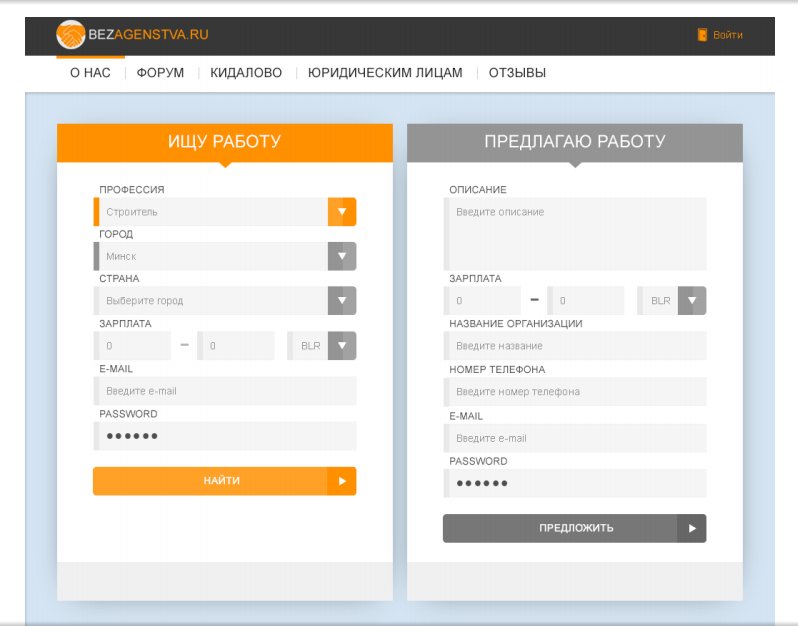 BEZAGENSTVA.RU
Войти
О НАС ФОРУМ КИДАЛОВО ЮРИДИЧЕСКИМ ЛИЦАМ ОТЗЫВЫ
ИЩУ РАБОТУ
ПРОФЕССИЯ
Строитель
ГОРОД
Минск
СТРАНА
Выберите город
ЗАРПЛАТА
0 – 0 BLR
E-MAIL
Введите e-mail
PASSWORD
••••••
НАЙТИ
ПРЕДЛАГАЮ РАБОТУ
ОПИСАНИЕ
Введите описание
ЗАРПЛАТА
0 – 0 BLR
НАЗВАНИЕ ОРГАНИЗАЦИИ
Введите название
НОМЕР ТЕЛЕФОНА
Введите номер телефона
E-MAIL
Введите e-mail
PASSWORD
••••••
ПРЕДЛОЖИТЬ